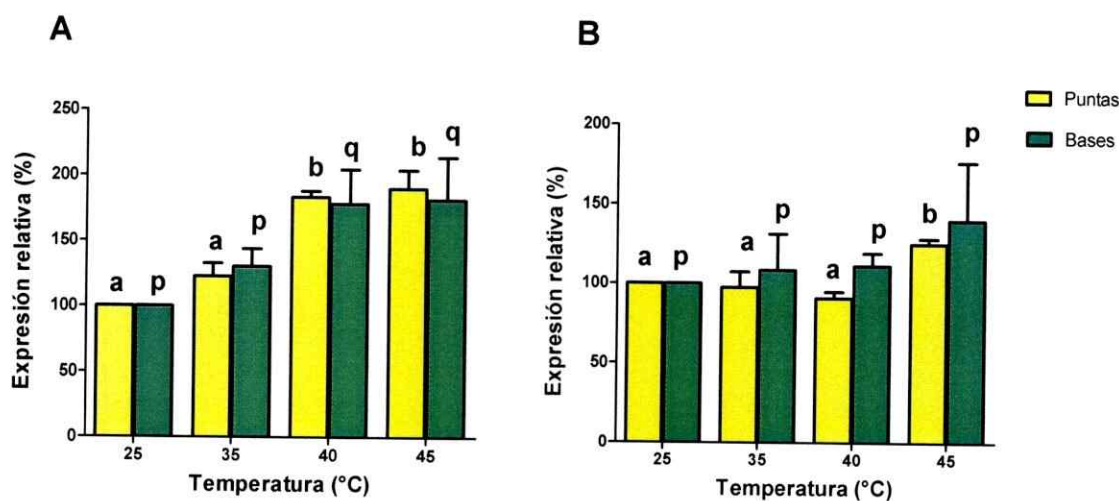 A
Expresión relativa (%)
250
200
150
100
50
0
a
p
a
p
b
q
b
q
25
35
40
45
Temperatura (°C)
B
Expresión relativa (%)
200
150
100
50
0
a
p
a
p
a
p
b
p
25
35
40
45
Temperatura (°C)
Puntas
Bases